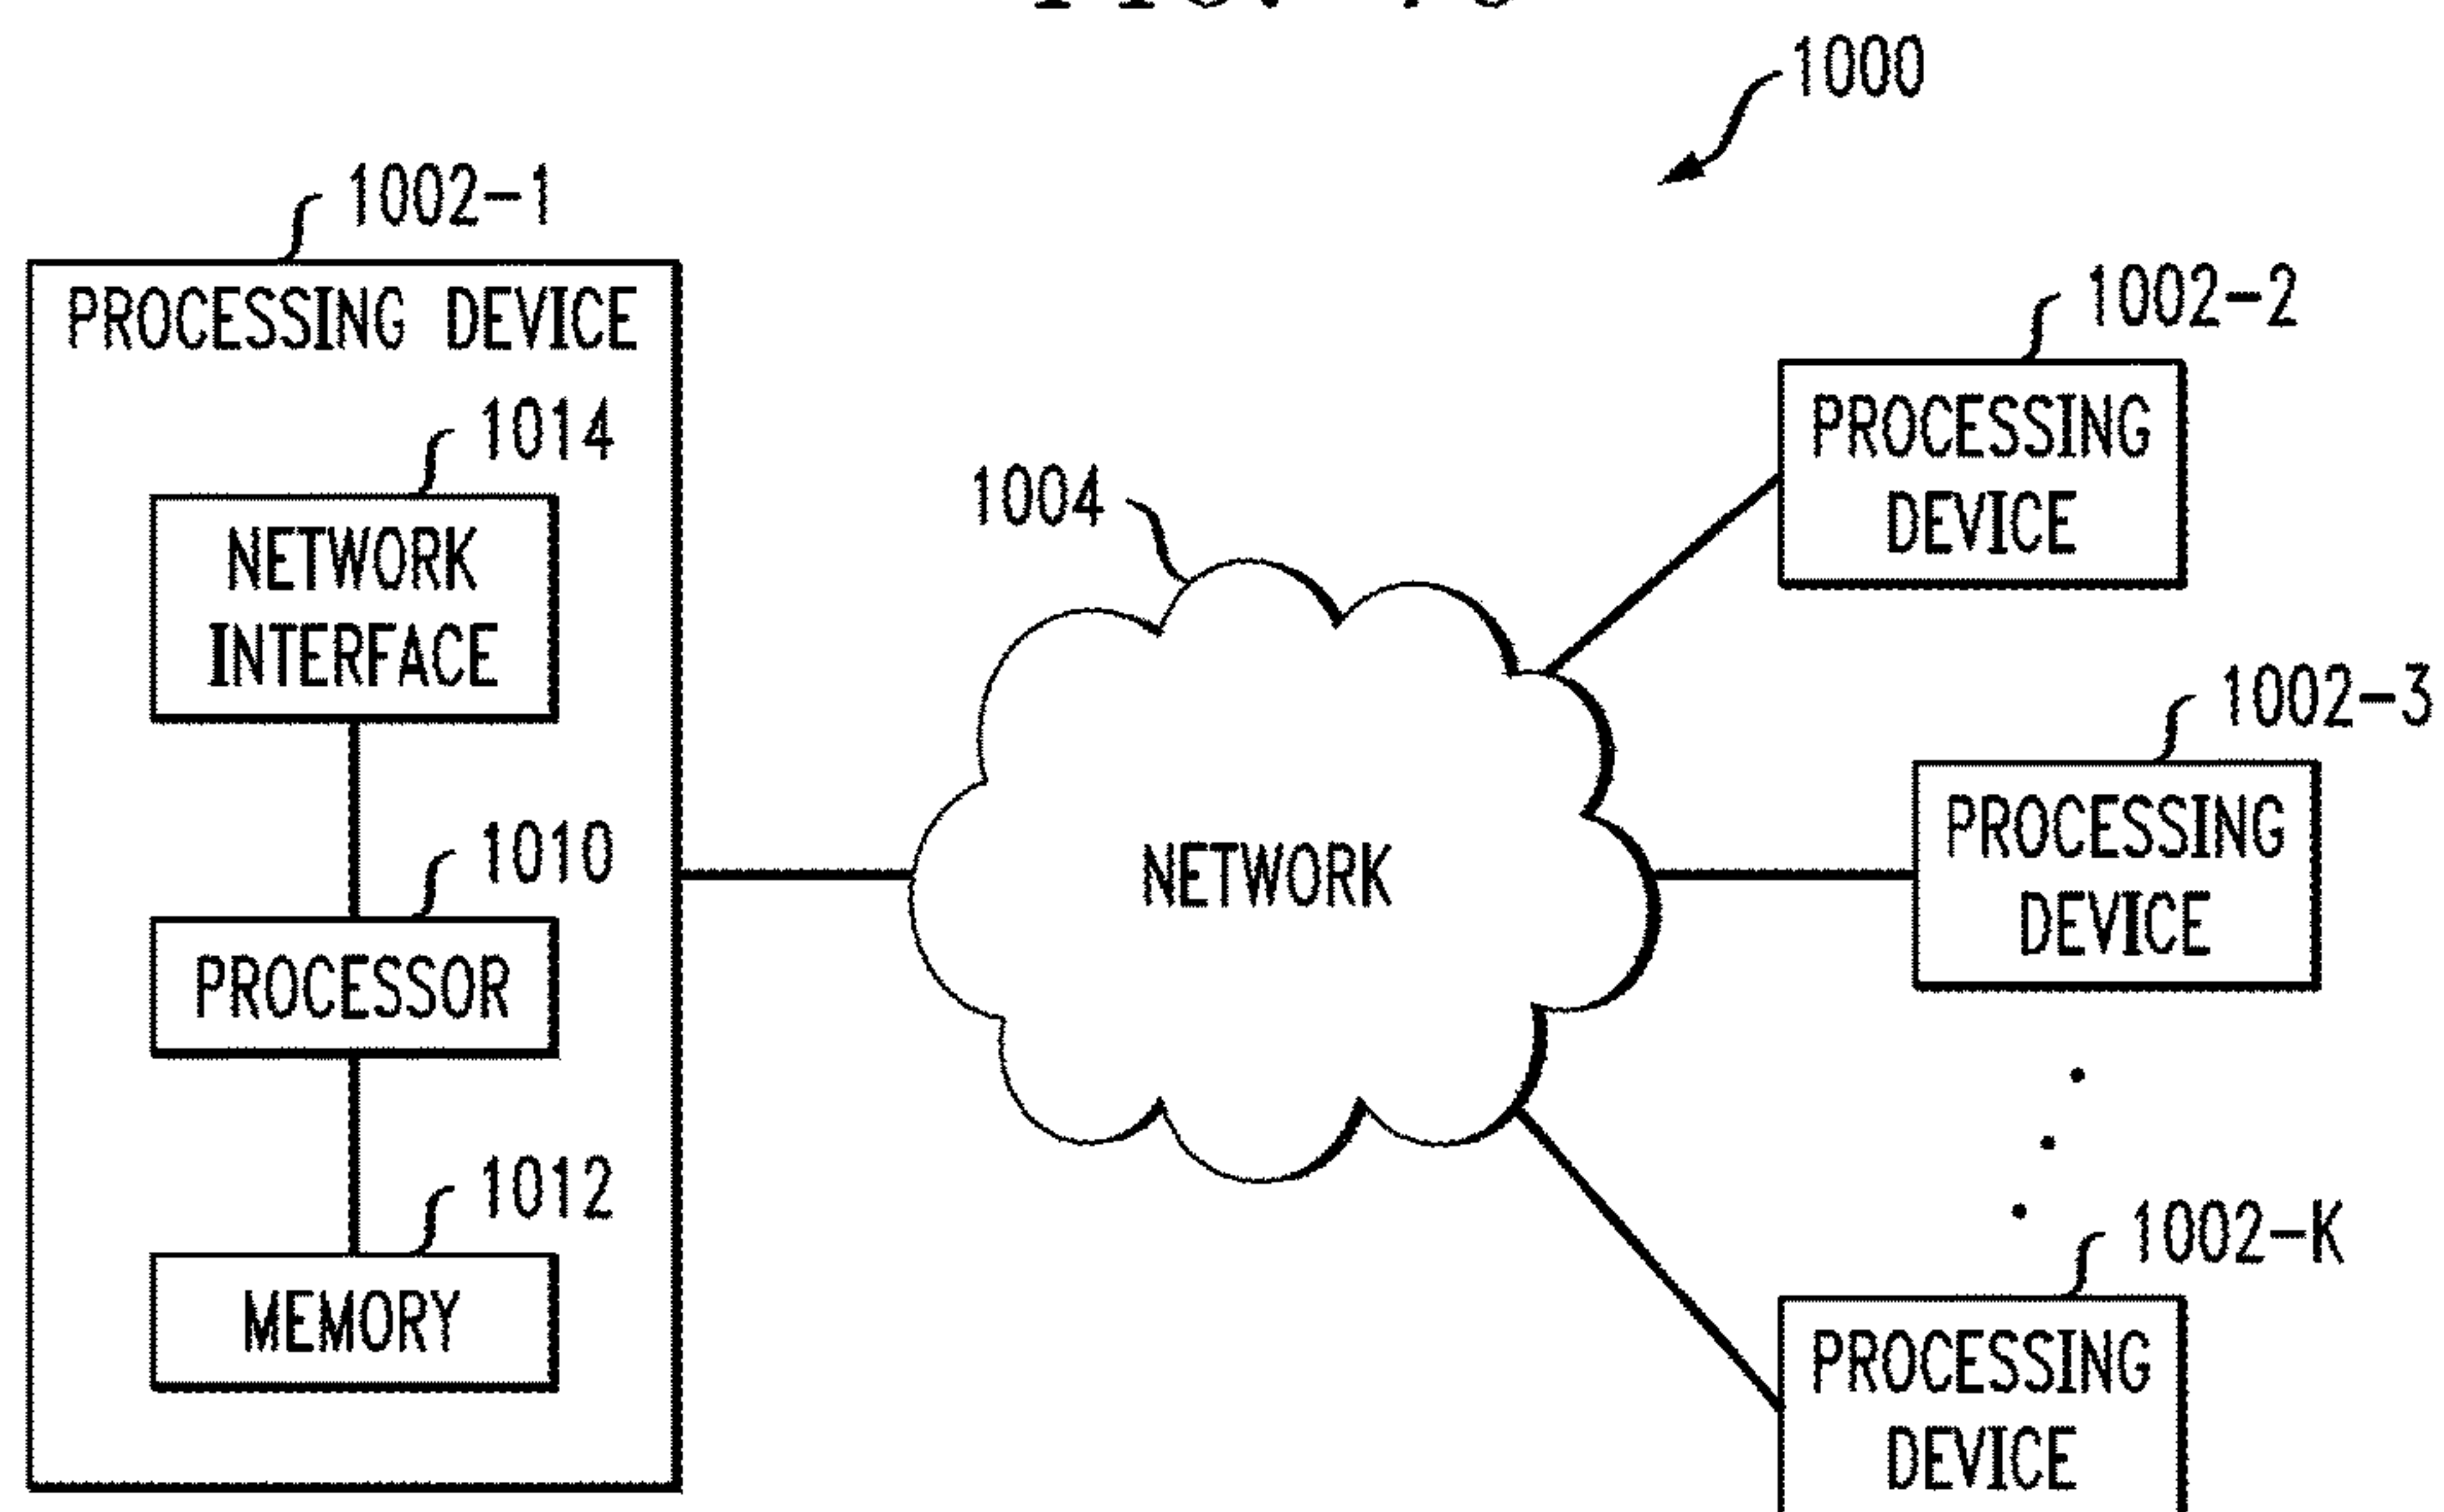 1000
1002-1
PROCESSING DEVICE
1014
NETWORK
INTERFACE
1010
PROCESSOR
1012
MEMORY
1004
NETWORK
1002-2
PROCESSING
DEVICE
1002-3
PROCESSING
DEVICE
1002-K
PROCESSING
DEVICE